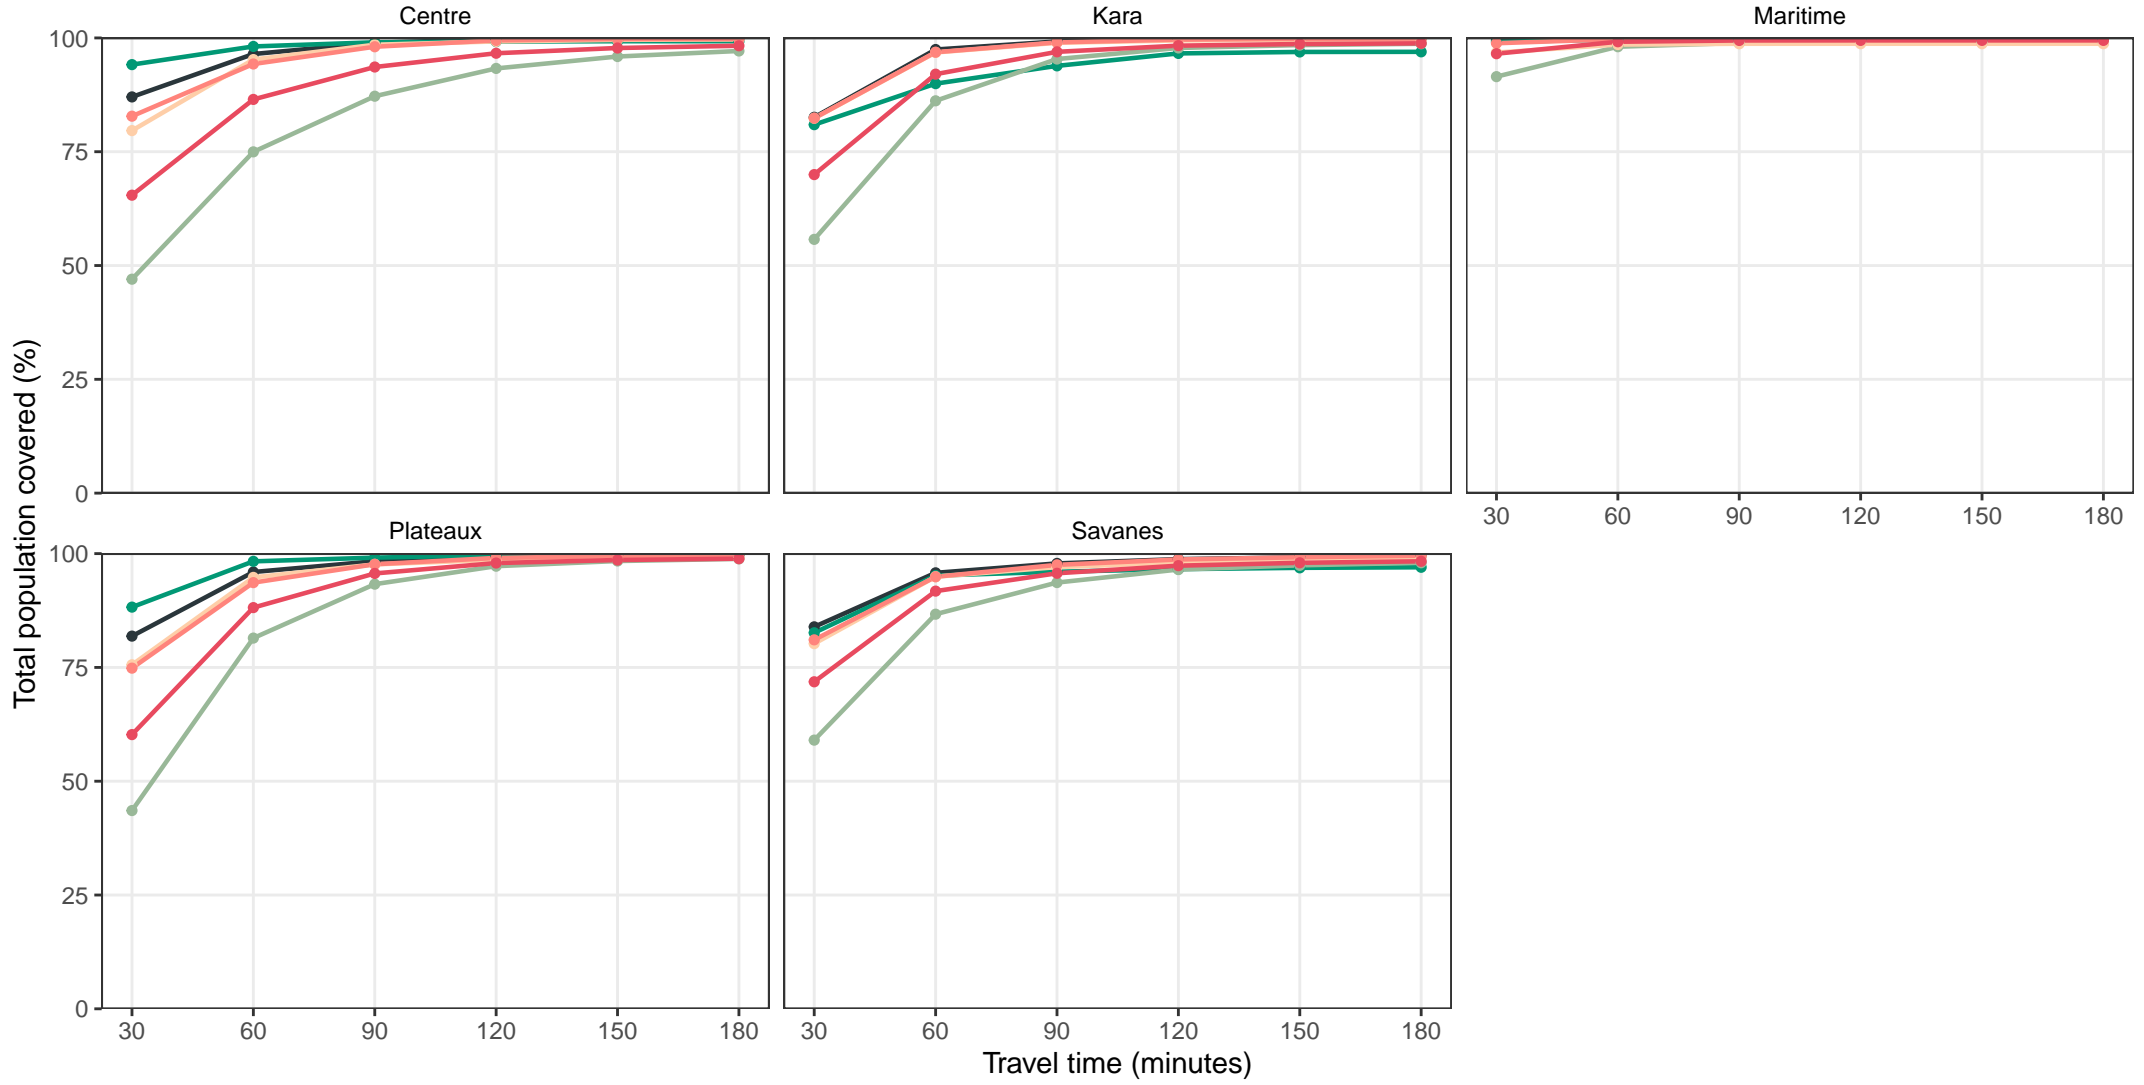 Centre
Kara
Maritime
100
75
50
25
0
30 60 90 120 150 180
Plateaux
Savanes
100
75
50
25
0
30 60 90 120 150 180
30 60 90 120 150 180
Travel time (minutes)
Total population covered (%)